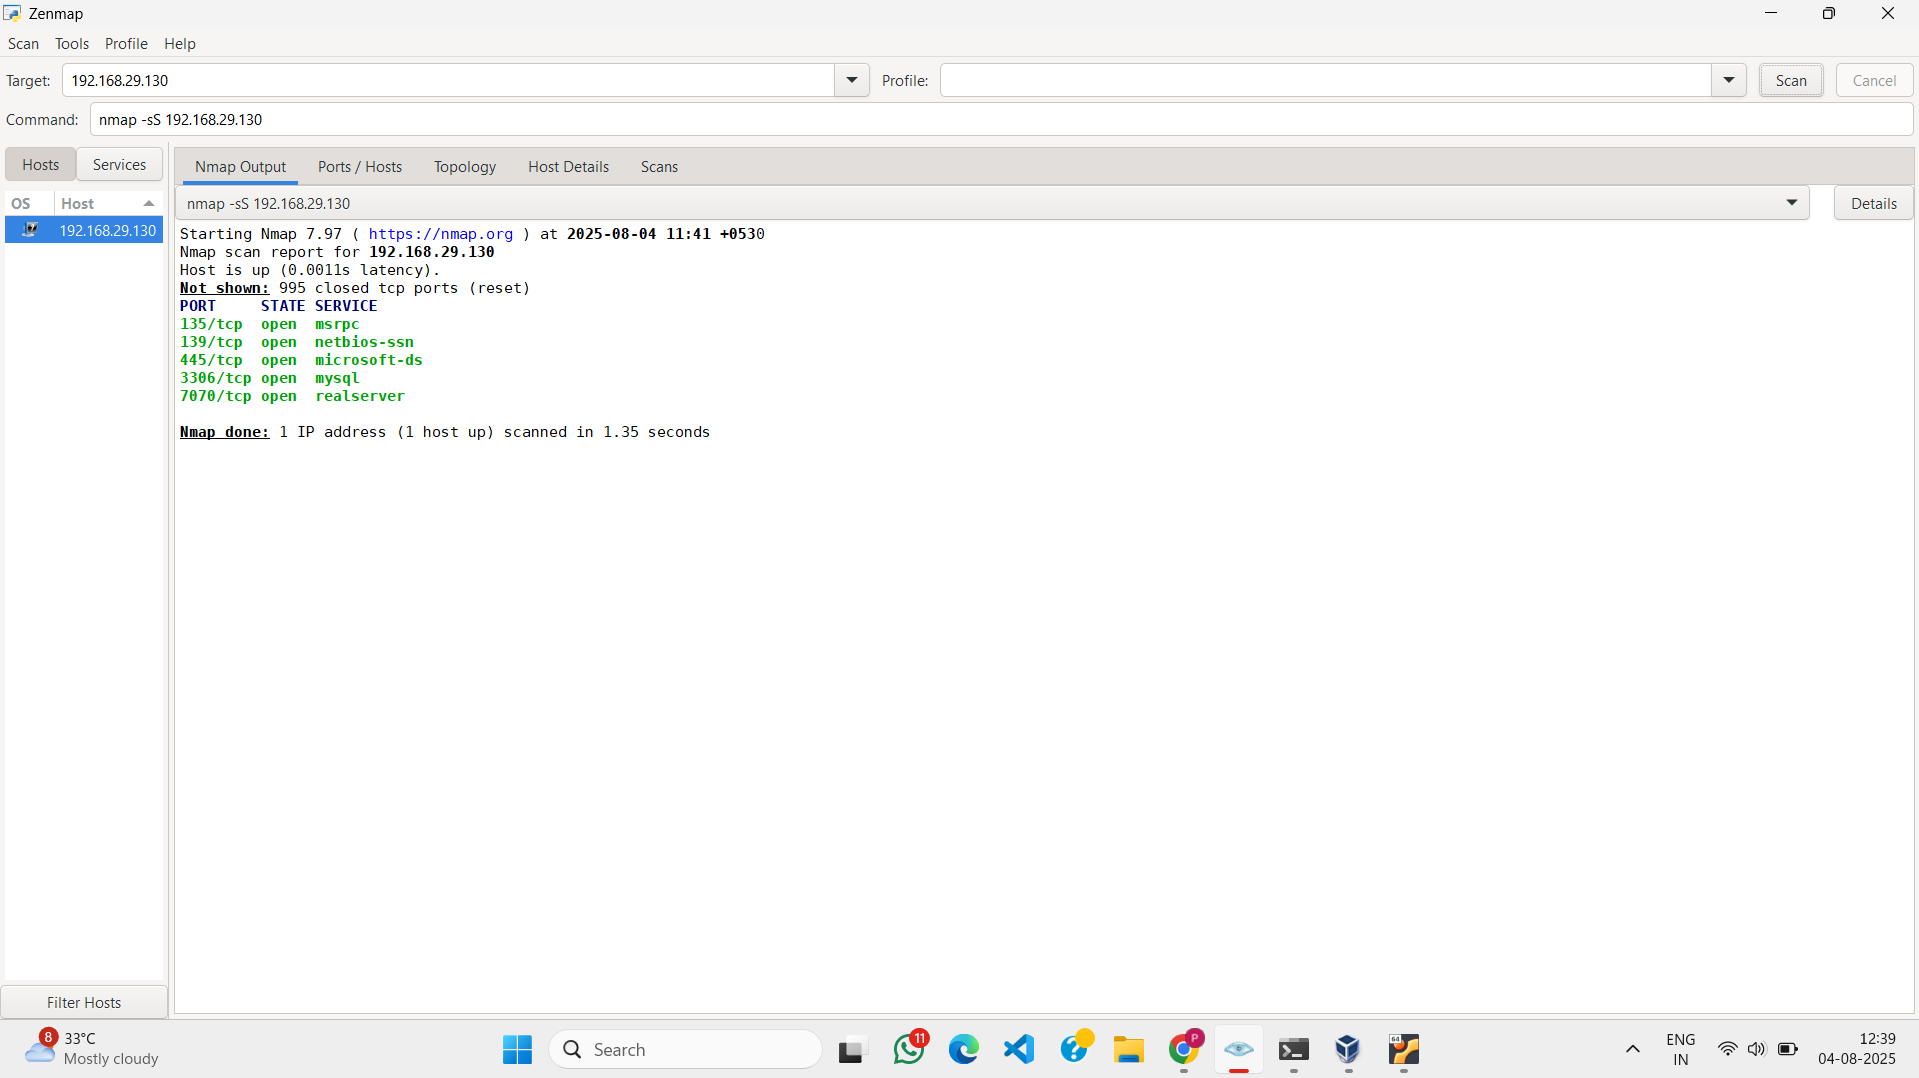 Zenmap
Scan Tools Profile Help
Target: 192.168.29.130 Profile: Scan Cancel
Command: nmap -sS 192.168.29.130
Hosts Services
Nmap Output Ports / Hosts Topology Host Details Scans
OS Host
nmap -sS 192.168.29.130 Details
192.168.29.130
Starting Nmap 7.97 ( https://nmap.org ) at 2025-08-04 11:41 +0530
Nmap scan report for 192.168.29.130
Host is up (0.0011s latency).
Not shown: 995 closed tcp ports (reset)
PORT STATE SERVICE
135/tcp open msrpc
139/tcp open netbios-ssn
445/tcp open microsoft-ds
3306/tcp open mysql
7070/tcp open realserver
Nmap done: 1 IP address (1 host up) scanned in 1.35 seconds
Filter Hosts
8
33°C
Mostly cloudy
Search
11
P
64
ENG
IN
12:39
04-08-2025